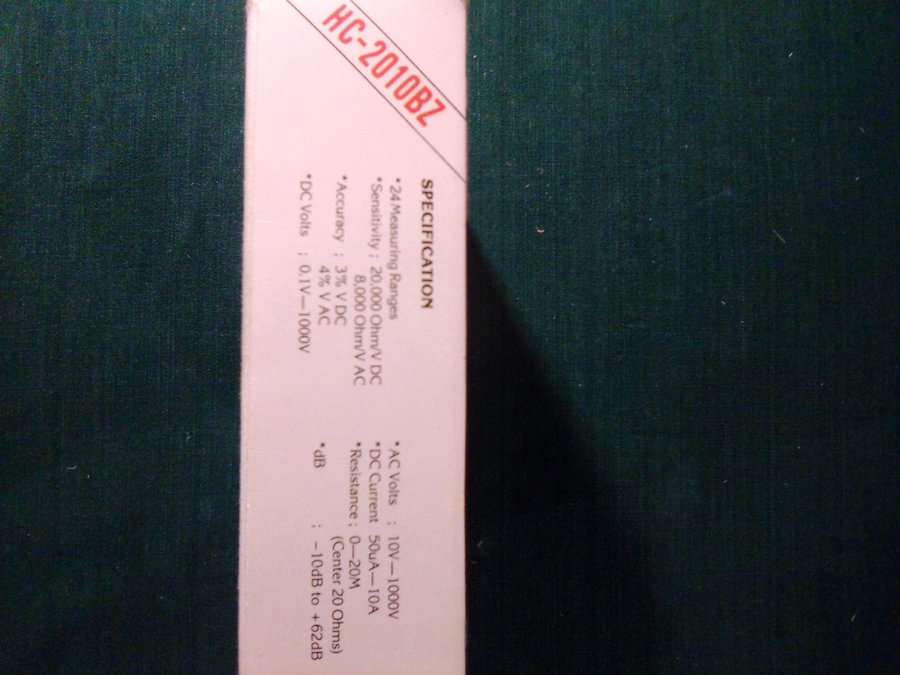 HC-2010BZ
SPECIFICATION
*24 Measuring Ranges
*Sensitivity ; 20,000 Ohm/V DC
8,000 Ohm/V AC
*Accuracy ; 3% V DC
4% V AC
*DC Volts ; 0.1V—1000V
*AC Volts ; 10V—1000V
*DC Current 50uA—10A
*Resistance ; 0—20M
(Center 20 Ohms)
*dB ; -10dB to +62dB